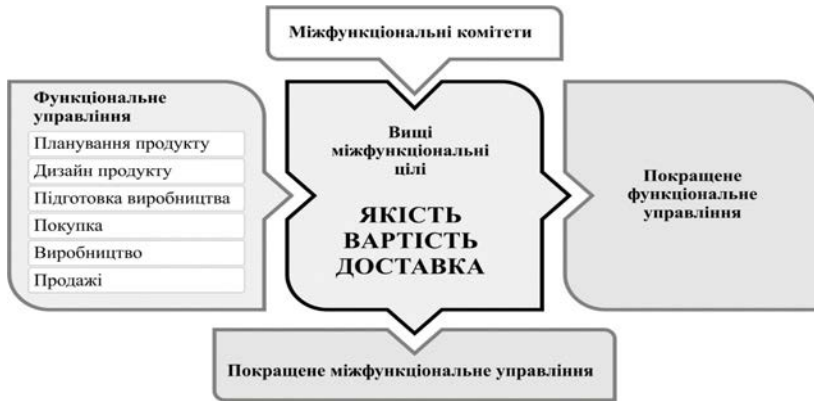 Міжфункціональні комітети
Функціональне
управління
Планування продукту
Дизайн продукту
Підготовка виробництва
Покупка
Виробництво
Продажі
Вищі
міжфункціональні
цілі
ЯКІСТЬ
ВАРТІСТЬ
ДОСТАВКА
Покращене
функціональне
управління
Покращене міжфункціональне управління